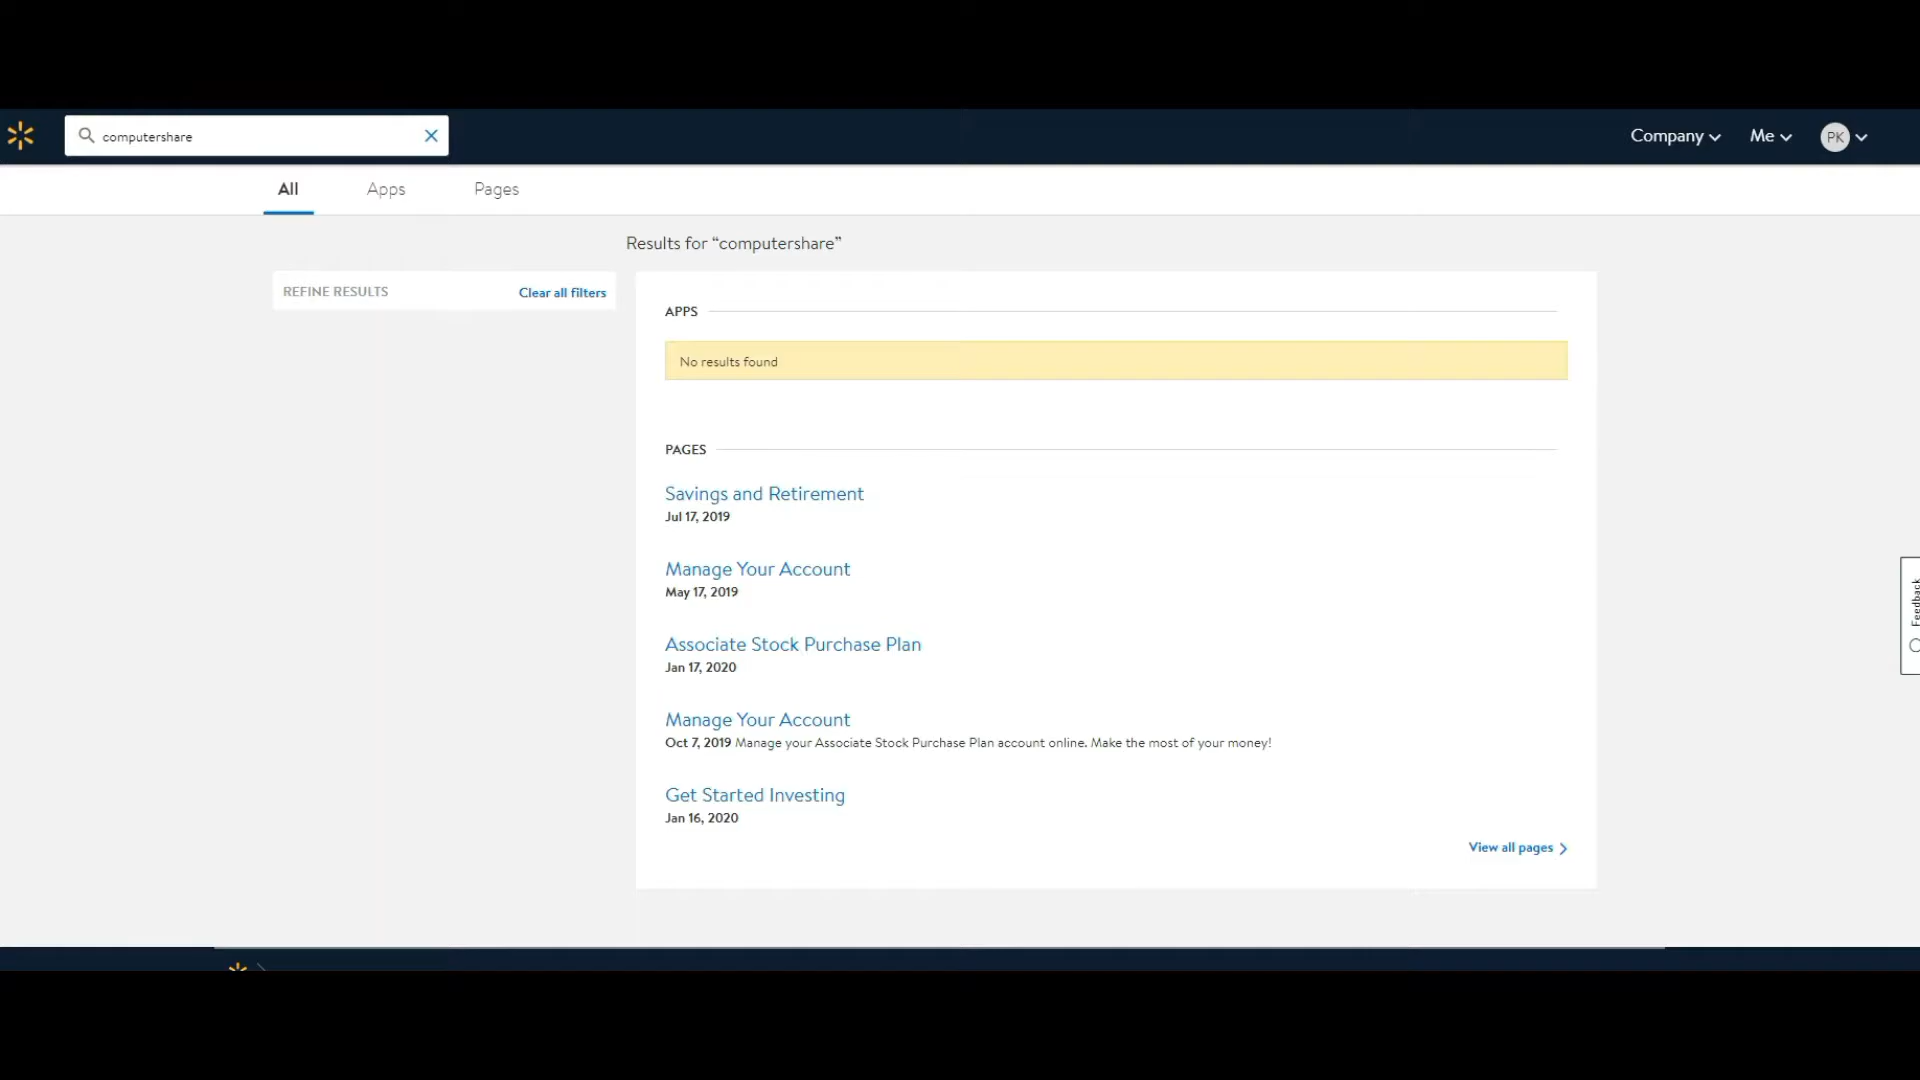 computershare
Company
Me
PK
All
Apps
Pages
Results for “computershare”
REFINE RESULTS
Clear all filters
APPS
No results found
PAGES
Savings and Retirement
Jul 17, 2019
Manage Your Account
May 17, 2019
Associate Stock Purchase Plan
Jan 17, 2020
Manage Your Account
Oct 7, 2019 Manage your Associate Stock Purchase Plan account online. Make the most of your money!
Get Started Investing
Jan 16, 2020
View all pages
Feedback